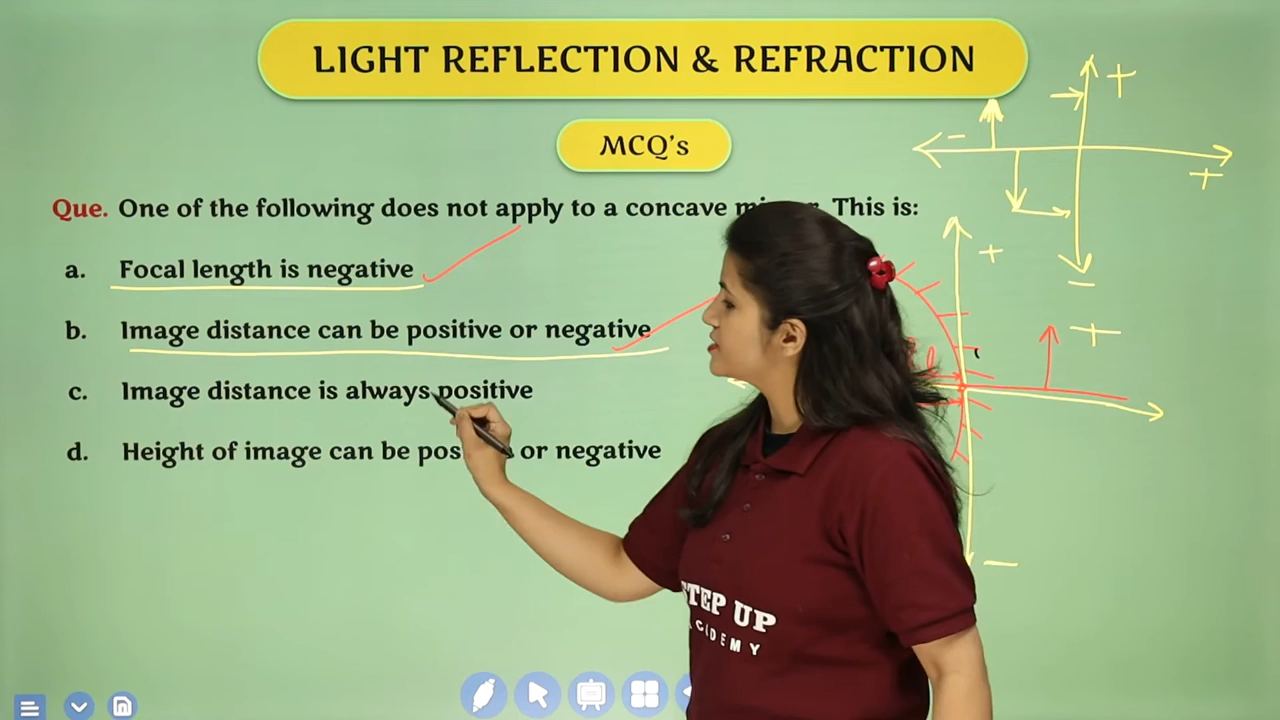 LIGHT REFLECTION & REFRACTION
MCQ's
Que. One of the following does not apply to a concave This is:
a. Focal length is negative
b. Image distance can be positive or negative
c. Image distance is always positive
d. Height of image can be or negative
+
-
+
-
+
+
-
STEP UP
ACADEMY